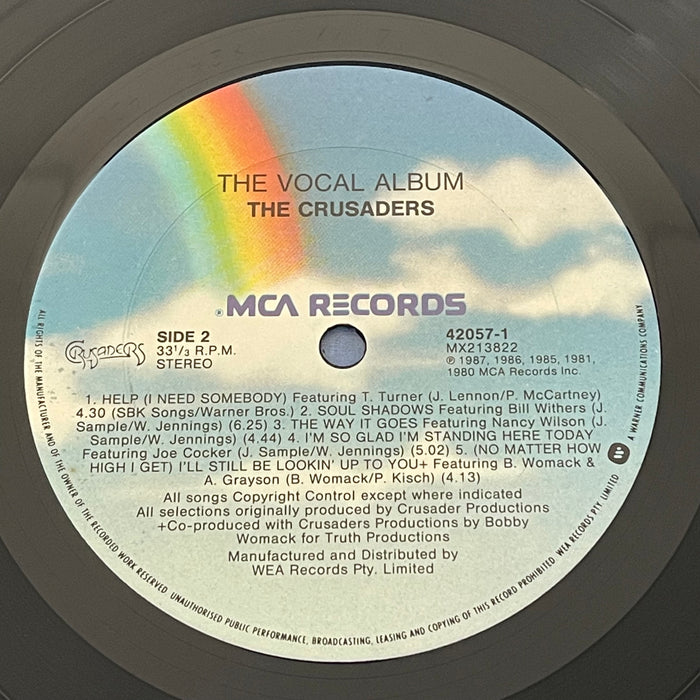 THE VOCAL ALBUM
THE CRUSADERS
® MCA RECORDS
CRUSADERS
SIDE 2
33 1/3 R.P.M.
STEREO
42057-1
MX213822
℗ 1987, 1986, 1985, 1981,
1980 MCA Records Inc.
1. HELP (I NEED SOMEBODY) Featuring T. Turner (J. Lennon/P. McCartney)
4.30 (SBK Songs/Warner Bros.) 2. SOUL SHADOWS Featuring Bill Withers (J.
Sample/W. Jennings) (6.25) 3. THE WAY IT GOES Featuring Nancy Wilson (J.
Sample/W. Jennings) (4.44) 4. I'M SO GLAD I'M STANDING HERE TODAY
Featuring Joe Cocker (J. Sample/W. Jennings) (5.02) 5. (NO MATTER HOW
HIGH I GET) I'LL STILL BE LOOKIN' UP TO YOU+ Featuring B. Womack &
A. Grayson (B. Womack/P. Kisch) (4.13)
All songs Copyright Control except where indicated
All selections originally produced by Crusader Productions
+Co-produced with Crusaders Productions by Bobby
Womack for Truth Productions
Manufactured and Distributed by
WEA Records Pty. Limited
ALL RIGHTS OF THE MANUFACTURER AND OF THE OWNER OF THE RECORDED WORK RESERVED. UNAUTHORISED PUBLIC PERFORMANCE, BROADCASTING, LEASING AND COPYING OF THIS RECORD PROHIBITED. WEA RECORDS PTY. LIMITED
A WARNER COMMUNICATIONS COMPANY